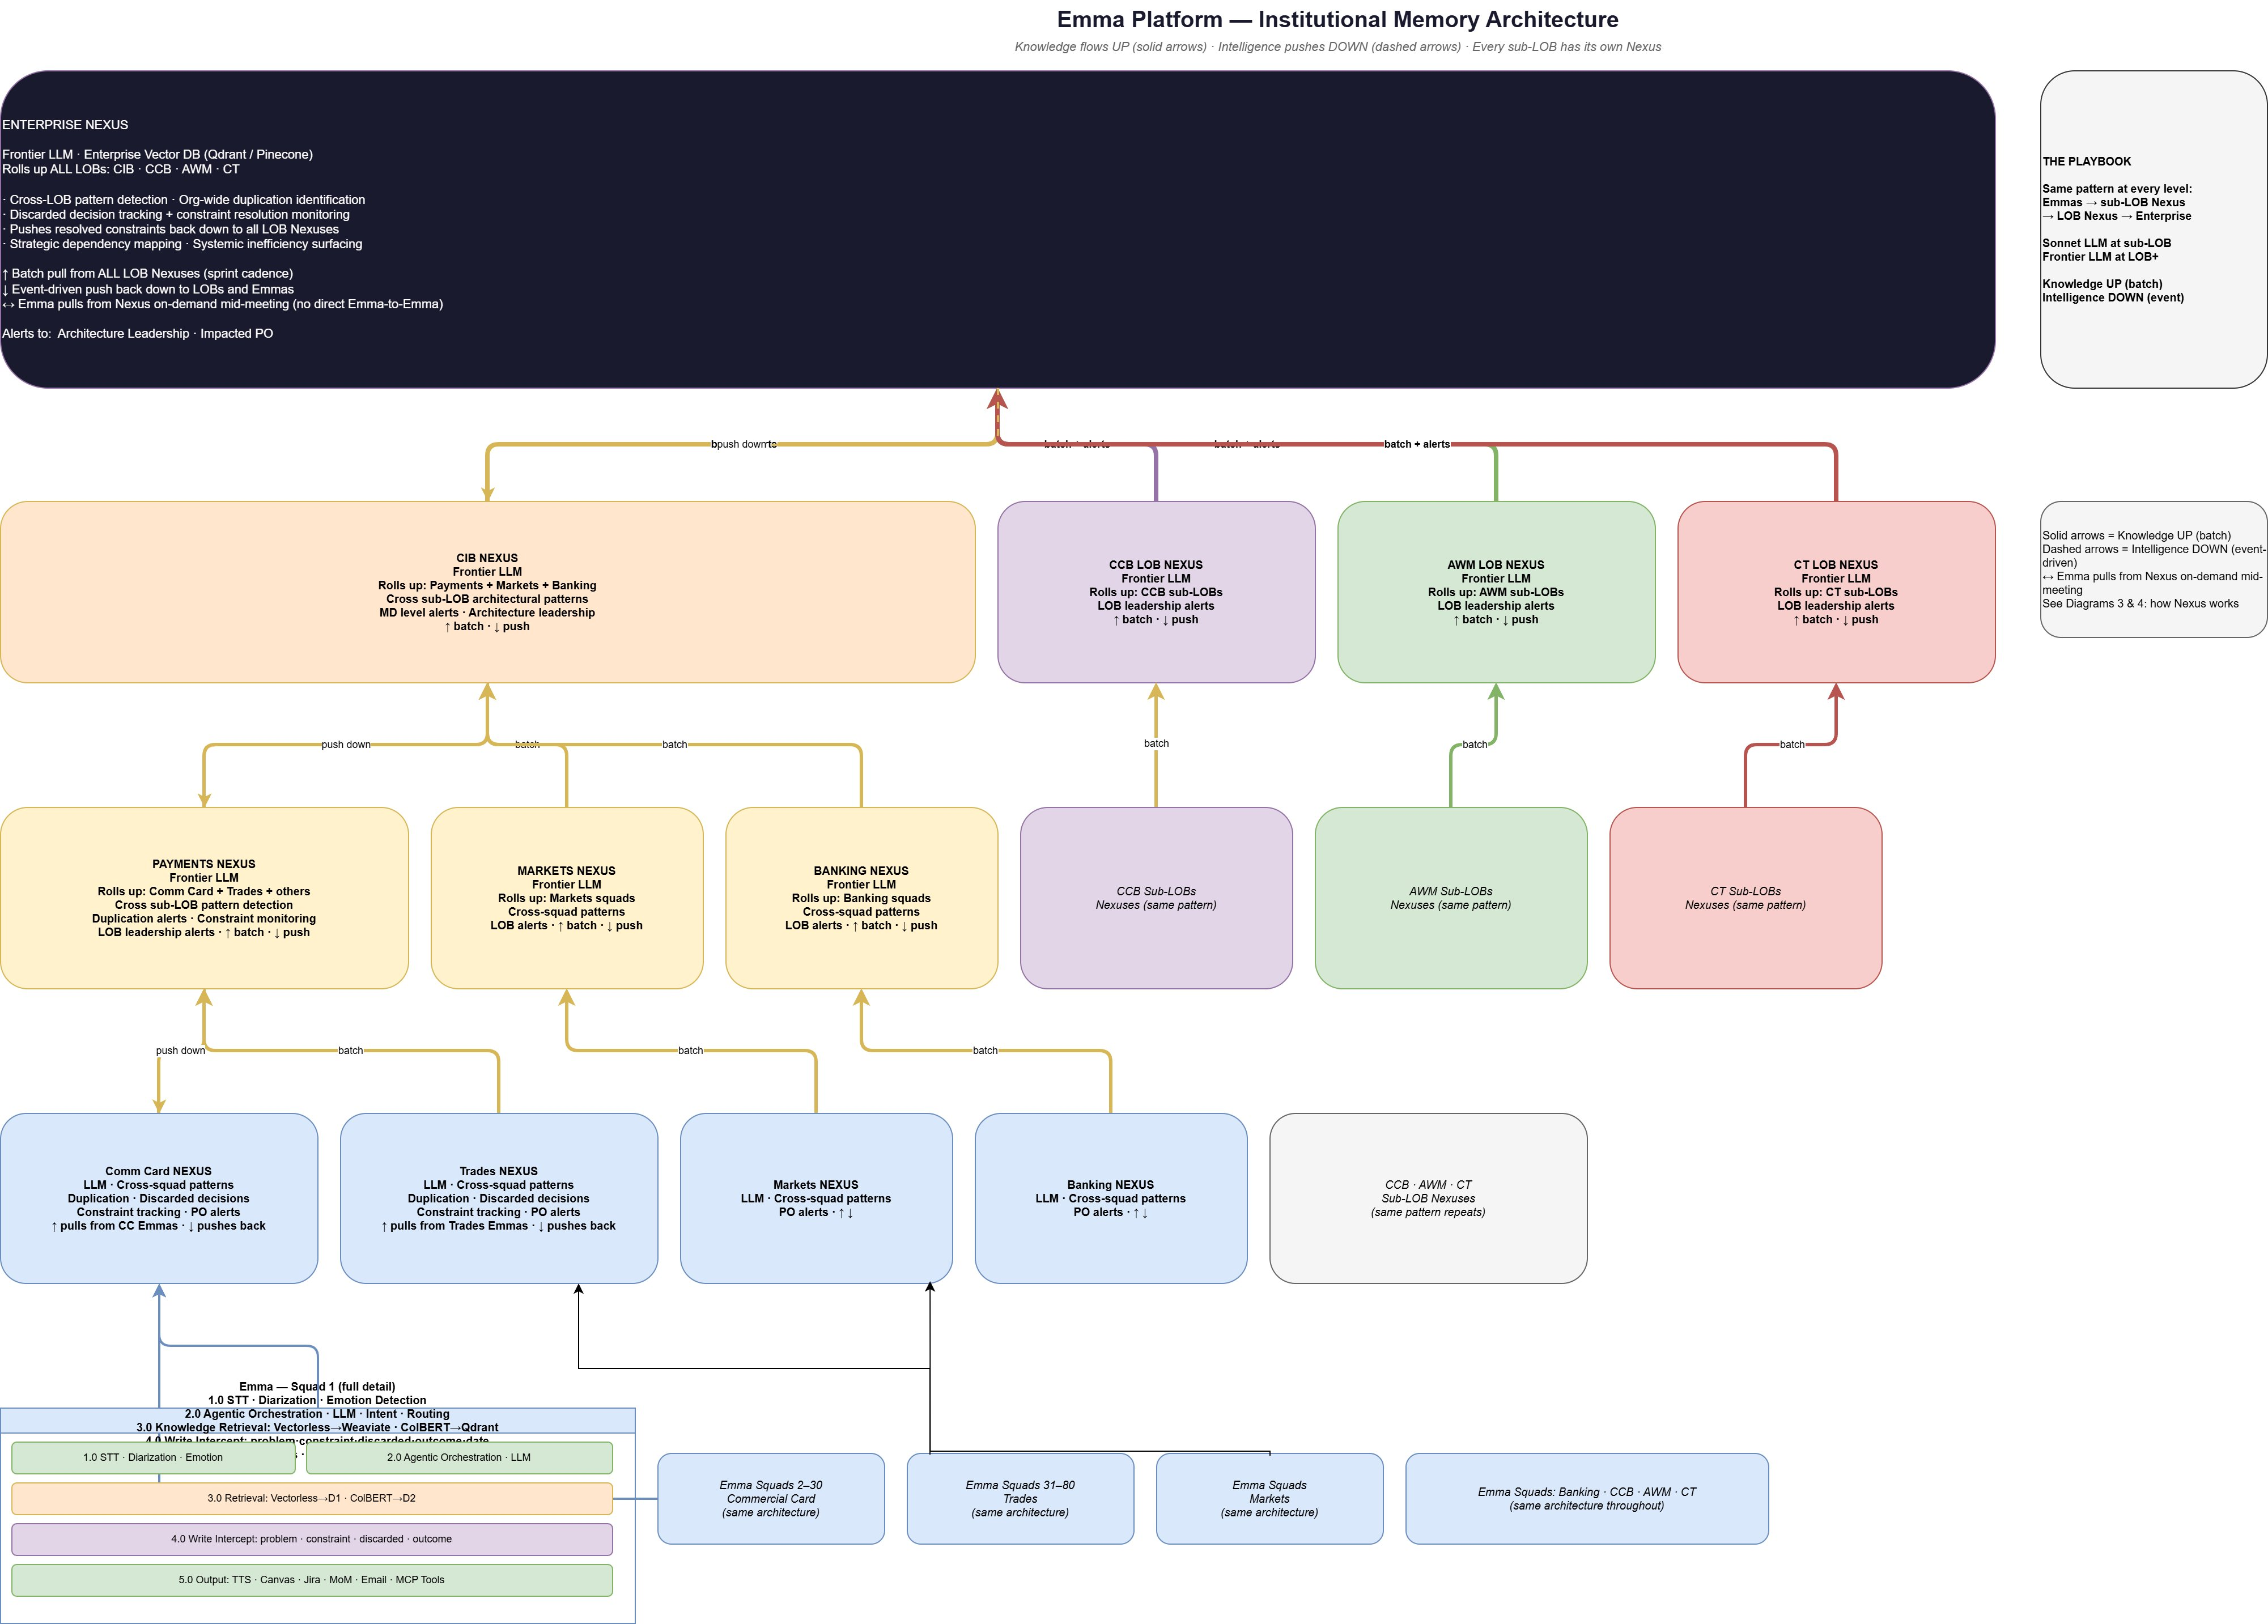 Emma Platform — Institutional Memory Architecture
Knowledge flows UP (solid arrows) · Intelligence pushes DOWN (dashed arrows) · Every sub-LOB has its own Nexus
ENTERPRISE NEXUS
Frontier LLM · Enterprise Vector DB (Qdrant / Pinecone)
Rolls up ALL LOBs: CIB · CCB · AWM · CT
· Cross-LOB pattern detection · Org-wide duplication identification
· Discarded decision tracking + constraint resolution monitoring
· Pushes resolved constraints back down to all LOB Nexuses
· Strategic dependency mapping · Systemic inefficiency surfacing
↑ Batch pull from ALL LOB Nexuses (sprint cadence)
↓ Event-driven push back down to LOBs and Emmas
↔ Emma pulls from Nexus on-demand mid-meeting (no direct Emma-to-Emma)
Alerts to:  Architecture Leadership · Impacted PO
THE PLAYBOOK
Same pattern at every level:
Emmas → sub-LOB Nexus
→ LOB Nexus → Enterprise
Sonnet LLM at sub-LOB
Frontier LLM at LOB+
Knowledge UP (batch)
Intelligence DOWN (event)
push down
batch + alerts
batch + alerts
batch + alerts
CIB NEXUS
Frontier LLM
Rolls up: Payments + Markets + Banking
Cross sub-LOB architectural patterns
MD level alerts · Architecture leadership
↑ batch · ↓ push
CCB LOB NEXUS
Frontier LLM
Rolls up: CCB sub-LOBs
LOB leadership alerts
↑ batch · ↓ push
AWM LOB NEXUS
Frontier LLM
Rolls up: AWM sub-LOBs
LOB leadership alerts
↑ batch · ↓ push
CT LOB NEXUS
Frontier LLM
Rolls up: CT sub-LOBs
LOB leadership alerts
↑ batch · ↓ push
Solid arrows = Knowledge UP (batch)
Dashed arrows = Intelligence DOWN (event-
driven)
↔ Emma pulls from Nexus on-demand mid-
meeting
See Diagrams 3 & 4: how Nexus works
push down
batch
batch
batch
batch
batch
PAYMENTS NEXUS
Frontier LLM
Rolls up: Comm Card + Trades + others
Cross sub-LOB pattern detection
Duplication alerts · Constraint monitoring
LOB leadership alerts · ↑ batch · ↓ push
MARKETS NEXUS
Frontier LLM
Rolls up: Markets squads
Cross-squad patterns
LOB alerts · ↑ batch · ↓ push
BANKING NEXUS
Frontier LLM
Rolls up: Banking squads
Cross-squad patterns
LOB alerts · ↑ batch · ↓ push
CCB Sub-LOBs
Nexuses (same pattern)
AWM Sub-LOBs
Nexuses (same pattern)
CT Sub-LOBs
Nexuses (same pattern)
push down
batch
batch
batch
Comm Card NEXUS
LLM · Cross-squad patterns
Duplication · Discarded decisions
Constraint tracking · PO alerts
↑ pulls from CC Emmas · ↓ pushes back
Trades NEXUS
LLM · Cross-squad patterns
Duplication · Discarded decisions
Constraint tracking · PO alerts
↑ pulls from Trades Emmas · ↓ pushes back
Markets NEXUS
LLM · Cross-squad patterns
PO alerts · ↑ ↓
Banking NEXUS
LLM · Cross-squad patterns
PO alerts · ↑ ↓
CCB · AWM · CT
Sub-LOB Nexuses
(same pattern repeats)
Emma — Squad 1 (full detail)
1.0 STT · Diarization · Emotion Detection
2.0 Agentic Orchestration · LLM · Intent · Routing
3.0 Knowledge Retrieval: Vectorless→Weaviate · ColBERT→Qdrant
4.0 Write Intercept: problem·constraint·discarded·outcome·date
1.0 STT · Diarization · Emotion
2.0 Agentic Orchestration · LLM
3.0 Retrieval: Vectorless→D1 · ColBERT→D2
4.0 Write Intercept: problem · constraint · discarded · outcome
5.0 Output: TTS · Canvas · Jira · MoM · Email · MCP Tools
Emma Squads 2–30
Commercial Card
(same architecture)
Emma Squads 31–80
Trades
(same architecture)
Emma Squads
Markets
(same architecture)
Emma Squads: Banking · CCB · AWM · CT
(same architecture throughout)